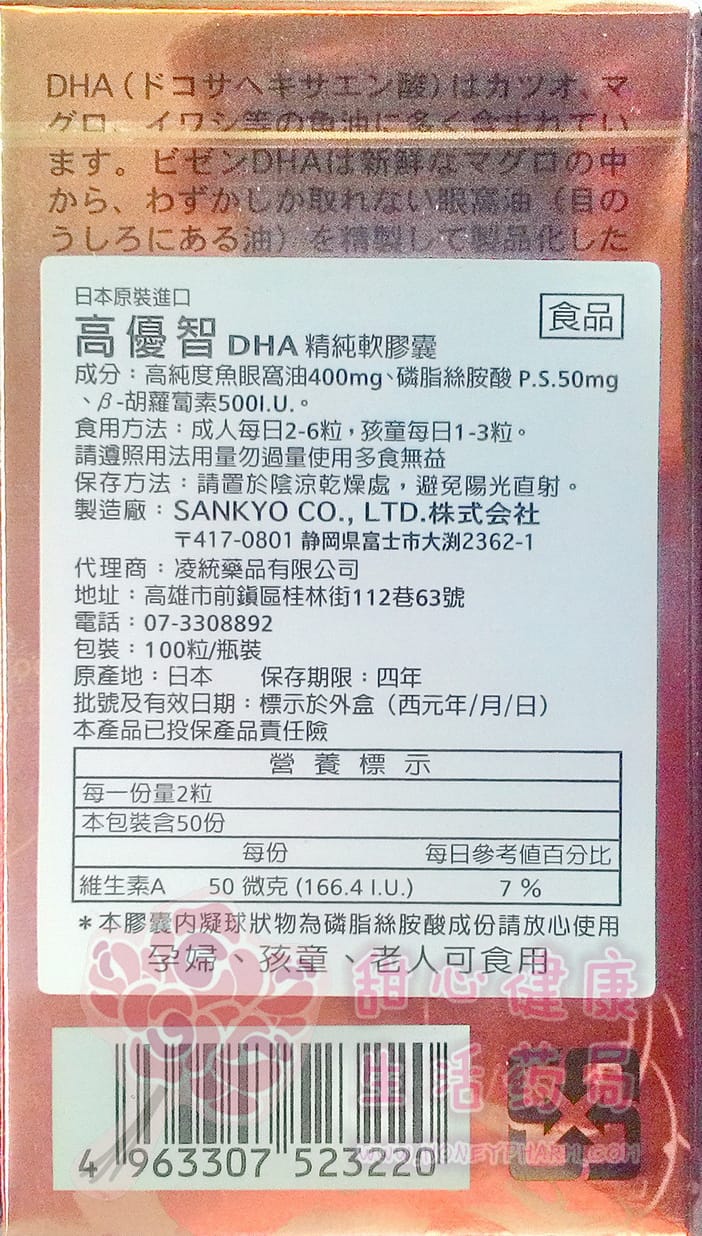 DHA（ドコサヘキサエン酸）はカツオ、マ
グロ、イワシ等の魚油に多く含まれてい
ます。ビゼンDHAは新鮮なマグロの中
から、わずかしか取れない眼窩油（目の
うしろにある油）を精製して製品化した
日本原裝進口
食品
高優智 DHA 精純軟膠囊
成分：高純度魚眼窩油400mg、磷脂絲胺酸 P.S.50mg
、β-胡蘿蔔素500I.U.。
食用方法：成人每日2-6粒，孩童每日1-3粒。
請遵照用法用量勿過量使用多食無益
保存方法：請置於陰涼乾燥處，避免陽光直射。
製造廠：SANKYO CO., LTD.株式会社
〒417-0801 静岡県富士市大渕2362-1
代理商：凌統藥品有限公司
地址：高雄市前鎮區桂林街112巷63號
電話：07-3308892
包裝：100粒/瓶裝
原產地：日本 保存期限：四年
批號及有效日期：標示於外盒（西元年/月/日）
本產品已投保產品責任險
營養標示
每一份量2粒
本包裝含50份
每份 每日參考值百分比
維生素A 50 微克 (166.4 I.U.) 7 %
＊本膠囊內凝球狀物為磷脂絲胺酸成份請放心使用
孕婦、孩童、老人可食用
甜心健康
生活药局
WWW.HONEYPHARM.COM
4 963307 523220